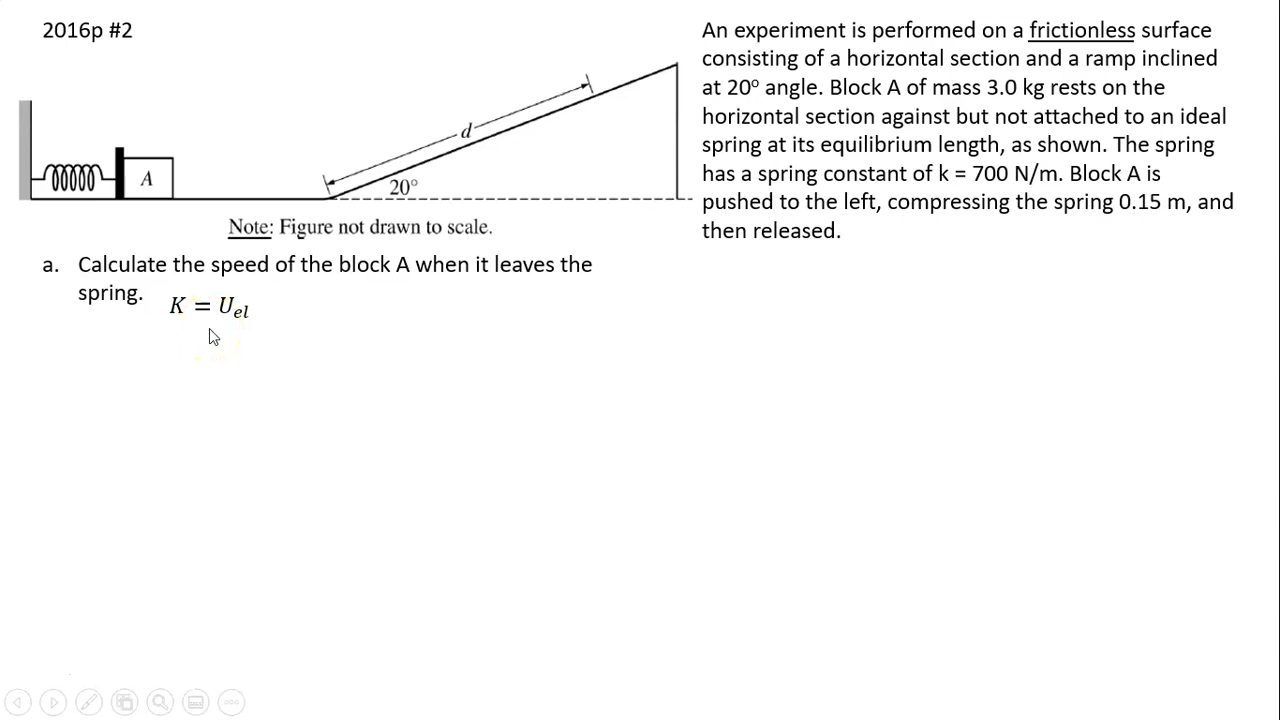 2016p #2
An experiment is performed on a frictionless surface
consisting of a horizontal section and a ramp inclined
at 20º angle. Block A of mass 3.0 kg rests on the
horizontal section against but not attached to an ideal
spring at its equilibrium length, as shown. The spring
has a spring constant of k = 700 N/m. Block A is
pushed to the left, compressing the spring 0.15 m, and
then released.
d
A
20°
Note: Figure not drawn to scale.
a. Calculate the speed of the block A when it leaves the
spring. K = U_{el}